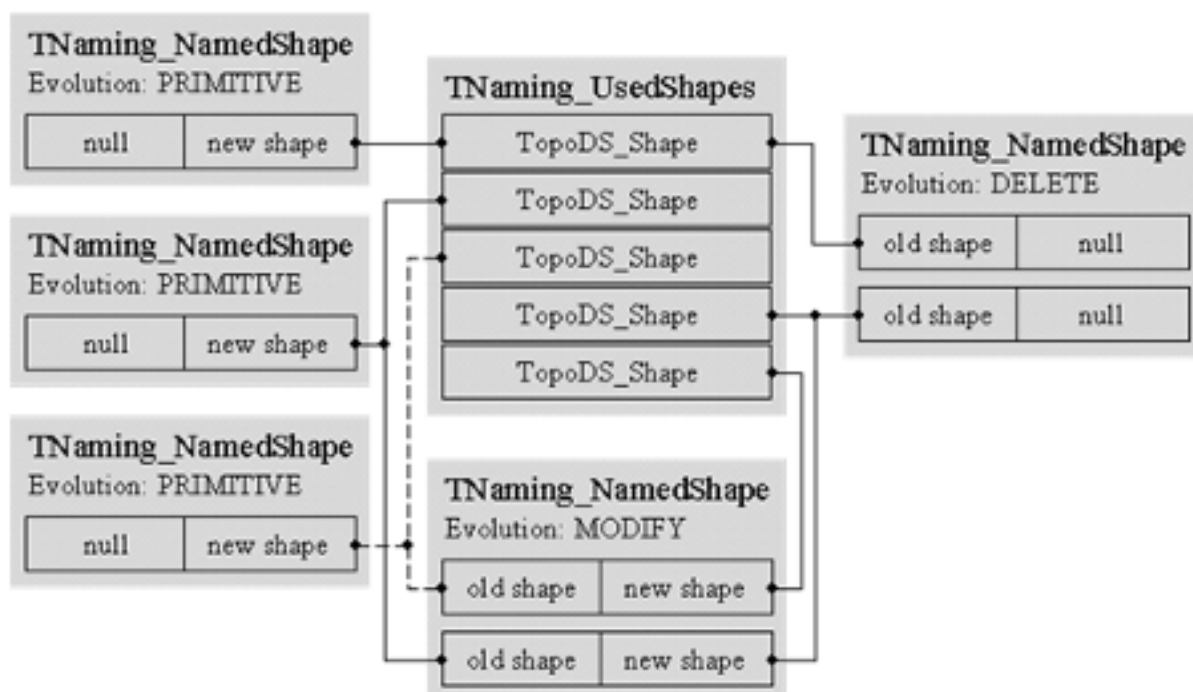 TNaming_NamedShape
Evolution: PRIMITIVE
null new shape
TNaming_NamedShape
Evolution: PRIMITIVE
null new shape
TNaming_NamedShape
Evolution: PRIMITIVE
null new shape
TNaming_UsedShapes
TopoDS_Shape
TopoDS_Shape
TopoDS_Shape
TopoDS_Shape
TopoDS_Shape
TNaming_NamedShape
Evolution: MODIFY
old shape new shape
old shape new shape
TNaming_NamedShape
Evolution: DELETE
old shape null
old shape null